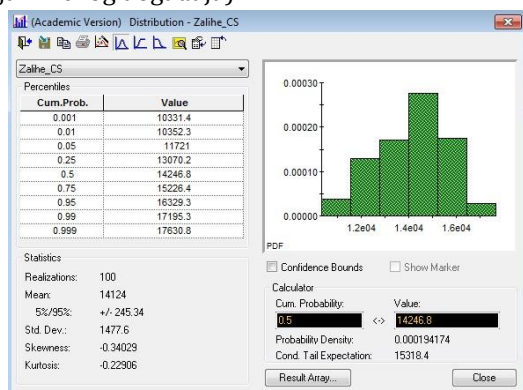 (Academic Version) Distribution - Zalihe_CS
Zalihe_CS
Percentiles
Cum.Prob. Value
0.001 10331.4
0.01 10352.3
0.05 11721
0.25 13070.2
0.5 14246.8
0.75 15226.4
0.95 16329.3
0.99 17195.3
0.999 17630.8
Statistics
Realizations: 100
Mean: 14124
5%/95%: +/- 245.34
Std. Dev.: 1477.6
Skewness: -0.34029
Kurtosis: -0.22906
0.00030
0.00020
0.00010
0.00000
1.2e04 1.4e04 1.6e04
PDF
Confidence Bounds Show Marker
Calculator
Cum. Probability: Value:
0.5 <-> 14246.8
Probability Density: 0.000194174
Cond. Tail Expectation: 15318.4
Result Array... Close